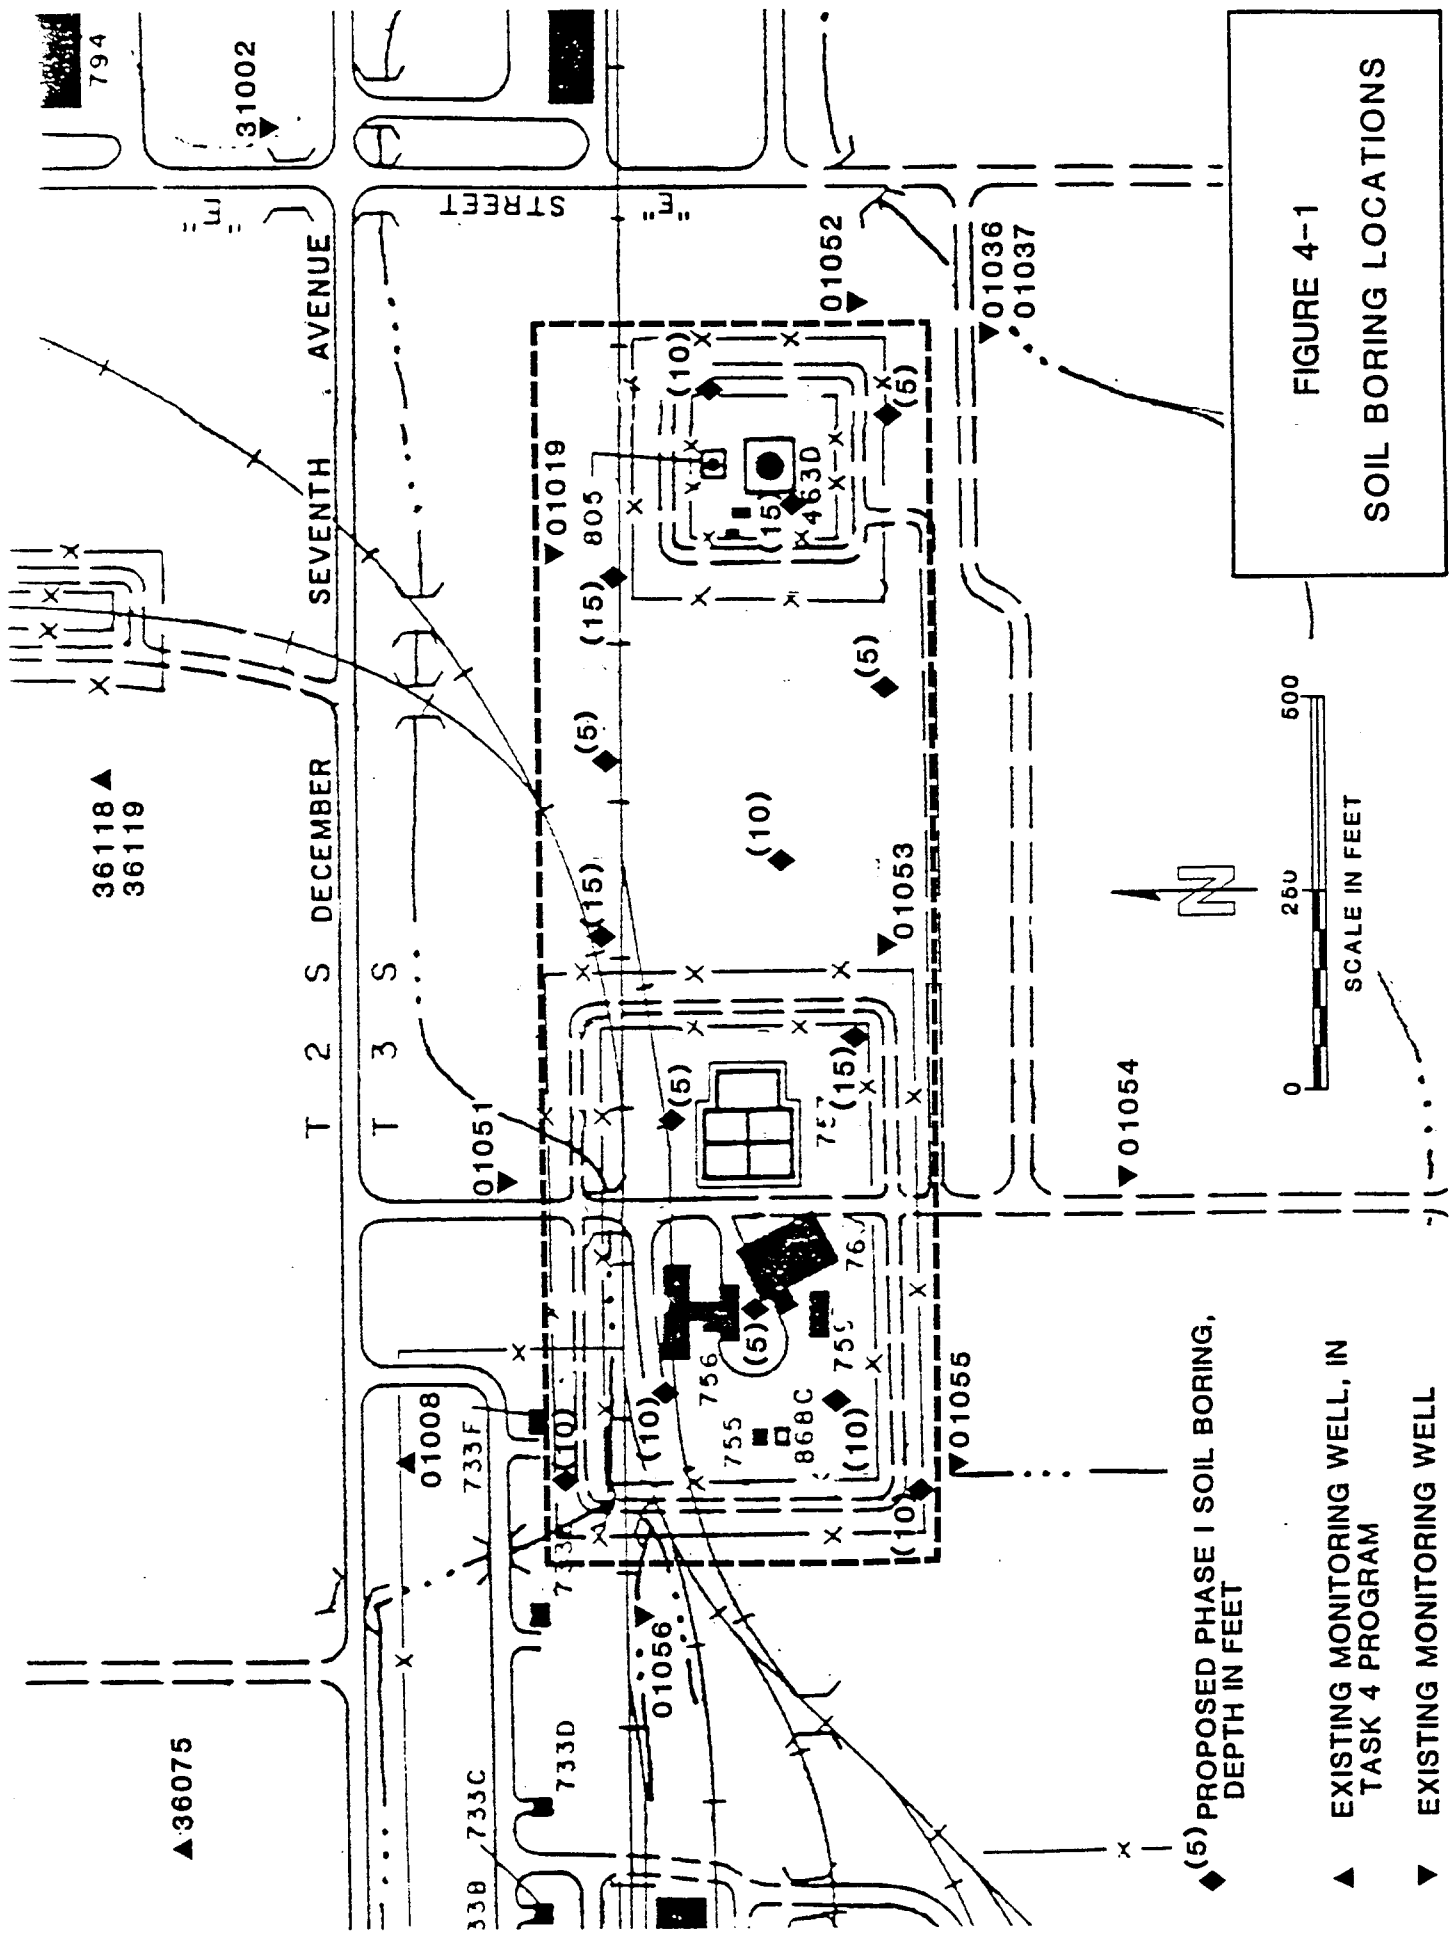 794
31002
"E"
STREET
"E"
SEVENTH AVENUE
DECEMBER
T 2 S
T 3 S
36118
36119
36075
01019
805
(10)
01052
(5)
463D
(15)
01036
01037
(15)
(5)
(5)
(10)
(15)
01053
01051
(5)
(15)
01054
01008
733F
(10)
(10)
756
(5)
755
868C
(10)
(10)
01055
01056
733D
733C
FIGURE 4-1
SOIL BORING LOCATIONS
N
0 250 500
SCALE IN FEET
(5) PROPOSED PHASE I SOIL BORING,
DEPTH IN FEET
EXISTING MONITORING WELL, IN
TASK 4 PROGRAM
EXISTING MONITORING WELL